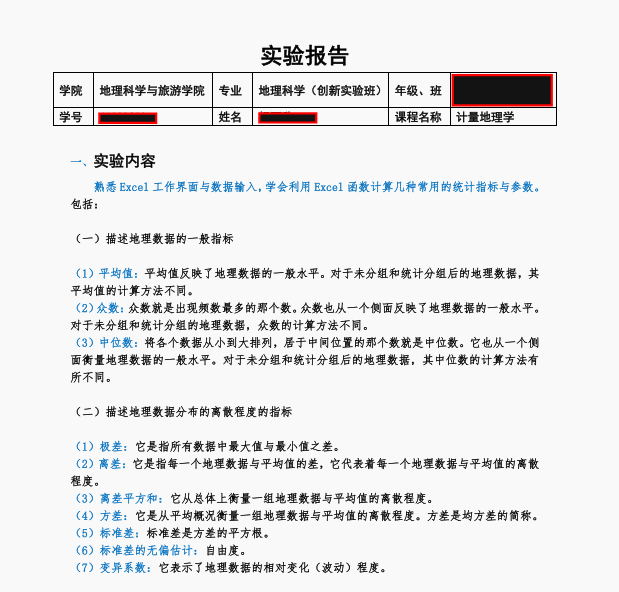 实验报告
学院 地理科学与旅游学院 专业 地理科学（创新实验班） 年级、班
学号 姓名 课程名称 计量地理学
一、实验内容
熟悉 Excel 工作界面与数据输入,学会利用 Excel 函数计算几种常用的统计指标与参数。
包括：
（一）描述地理数据的一般指标
（1）平均值：平均值反映了地理数据的一般水平。对于未分组和统计分组后的地理数据，其
平均值的计算方法不同。
（2）众数：众数就是出现频数最多的那个数。众数也从一个侧面反映了地理数据的一般水平。
对于未分组和统计分组的地理数据，众数的计算方法不同。
（3）中位数：将各个数据从小到大排列，居于中间位置的那个数就是中位数。它也从一个侧
面衡量地理数据的一般水平。对于未分组和统计分组后的地理数据，其中位数的计算方法有
所不同。
（二）描述地理数据分布的离散程度的指标
（1）极差：它是指所有数据中最大值与最小值之差。
（2）离差：它是指每一个地理数据与平均值的差，它代表着每一个地理数据与平均值的离散
程度。
（3）离差平方和：它从总体上衡量一组地理数据与平均值的离散程度。
（4）方差：它是从平均概况衡量一组地理数据与平均值的离散程度。方差是均方差的简称。
（5）标准差：标准差是方差的平方根。
（6）标准差的无偏估计：自由度。
（7）变异系数：它表示了地理数据的相对变化（波动）程度。